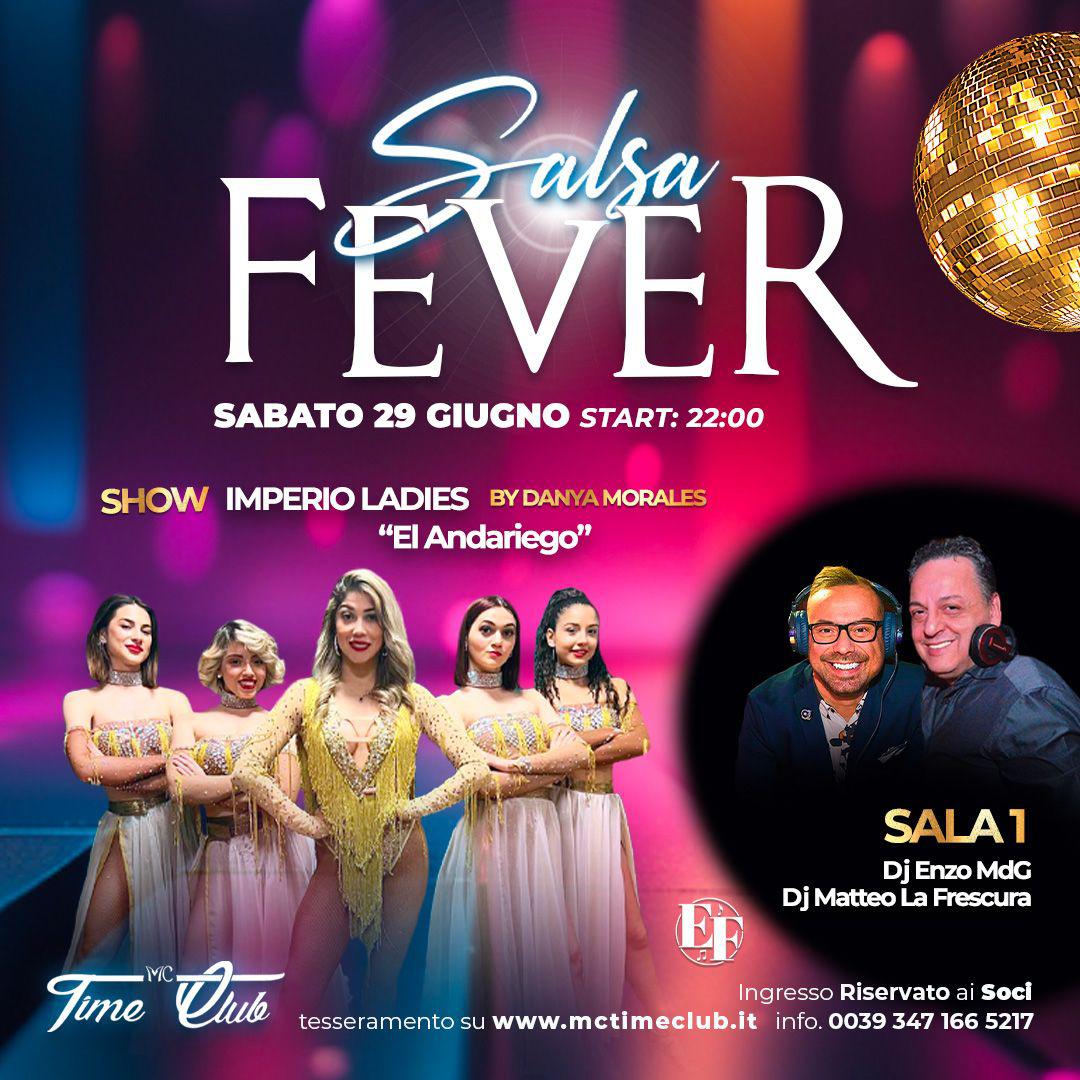 Salsa
FEVER
SABATO 29 GIUGNO START: 22:00
SHOW IMPERIO LADIES BY DANYA MORALES
“El Andariego”
SALA 1
Dj Enzo MdG
Dj Matteo La Frescura
EF
MC
Time Club
Ingresso Riservato ai Soci
tesseramento su www.mctimeclub.it info. 0039 347 166 5217